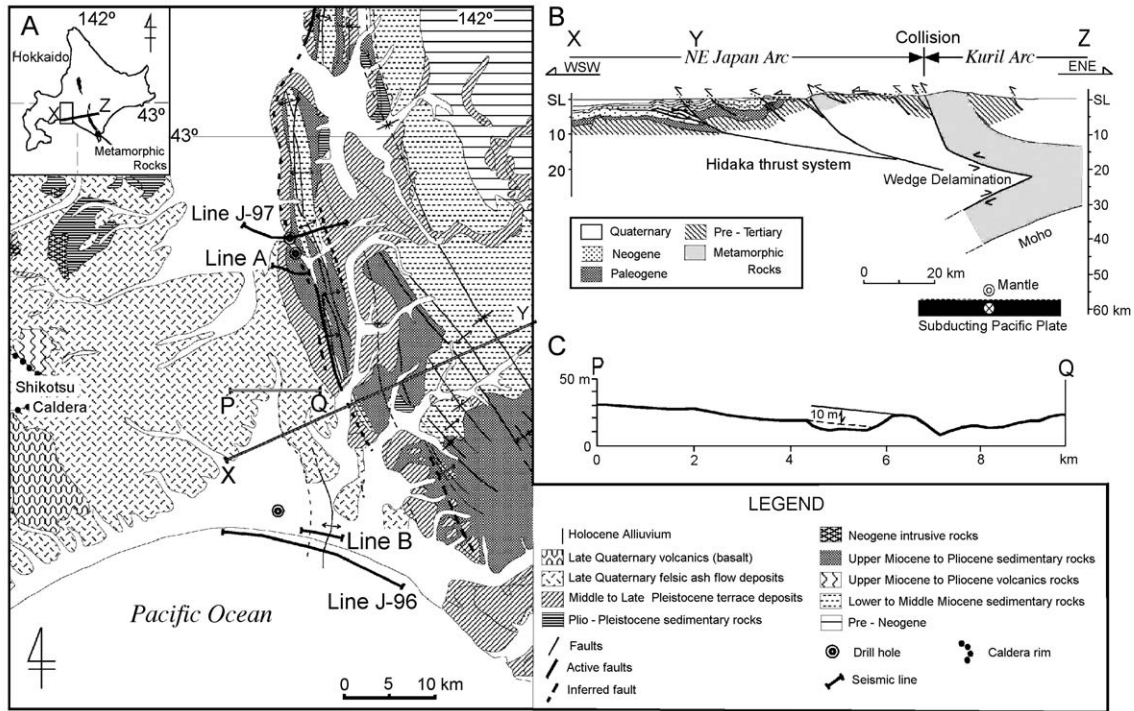 A
142º
Hokkaido
X
Z
43º
Metamorphic
Rocks
142º
43º
Line J-97
Line A
Y
Shikotsu
Caldera
P
Q
X
Line B
Line J-96
Pacific Ocean
0 5 10 km
B
X Y Collision Z
NE Japan Arc Kuril Arc
WSW ENE
SL SL
10 10
20 20
30
40
50
60 km
Hidaka thrust system
Wedge Delamination
Moho
Quaternary
Neogene
Paleogene
Pre - Tertiary
Metamorphic
Rocks
0 20 km
Mantle
Subducting Pacific Plate
C
P Q
50 m
10 m
0
0 2 4 6 8
km
LEGEND
Holocene Alliuvium
Late Quaternary volcanics (basalt)
Late Quaternary felsic ash flow deposits
Middle to Late Pleistocene terrace deposits
Plio - Pleistocene sedimentary rocks
Faults
Active faults
Inferred fault
Neogene intrusive rocks
Upper Miocene to Pliocene sedimentary rocks
Upper Miocene to Pliocene volcanics rocks
Lower to Middle Miocene sedimentary rocks
Pre - Neogene
Drill hole
Caldera rim
Seismic line